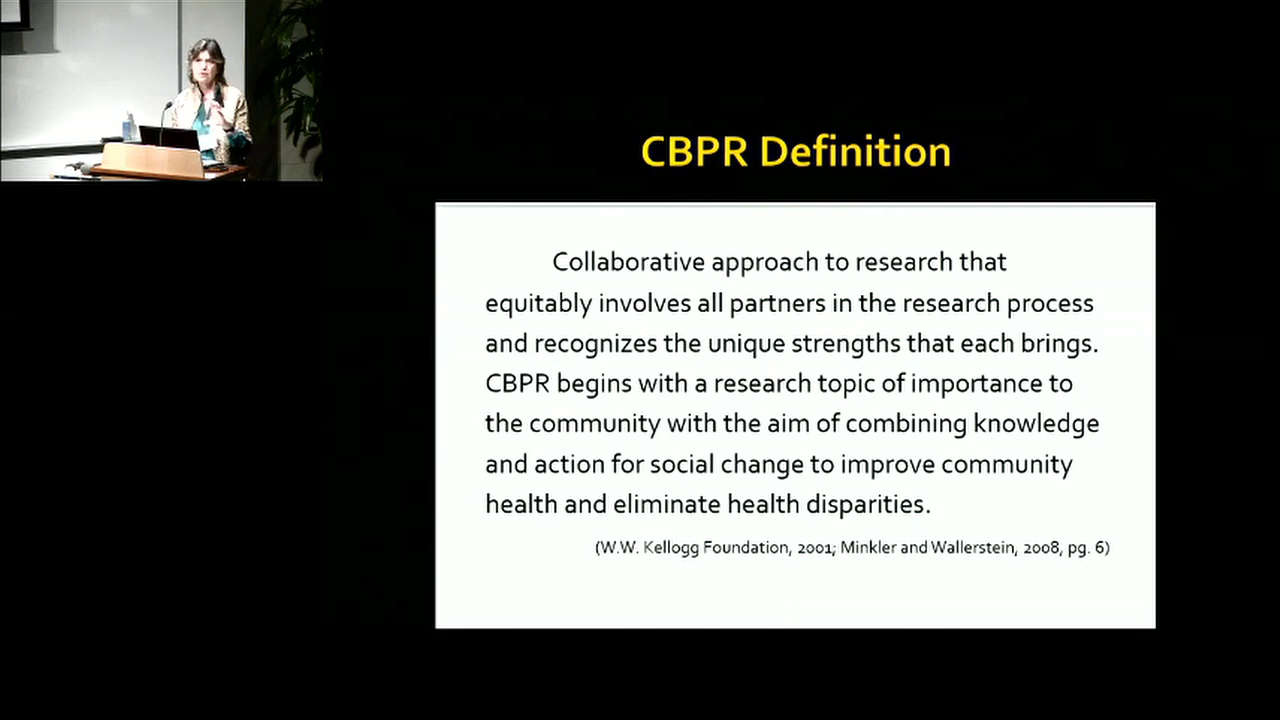 CBPR Definition
Collaborative approach to research that
equitably involves all partners in the research process
and recognizes the unique strengths that each brings.
CBPR begins with a research topic of importance to
the community with the aim of combining knowledge
and action for social change to improve community
health and eliminate health disparities.
(W.W. Kellogg Foundation, 2001; Minkler and Wallerstein, 2008, pg. 6)